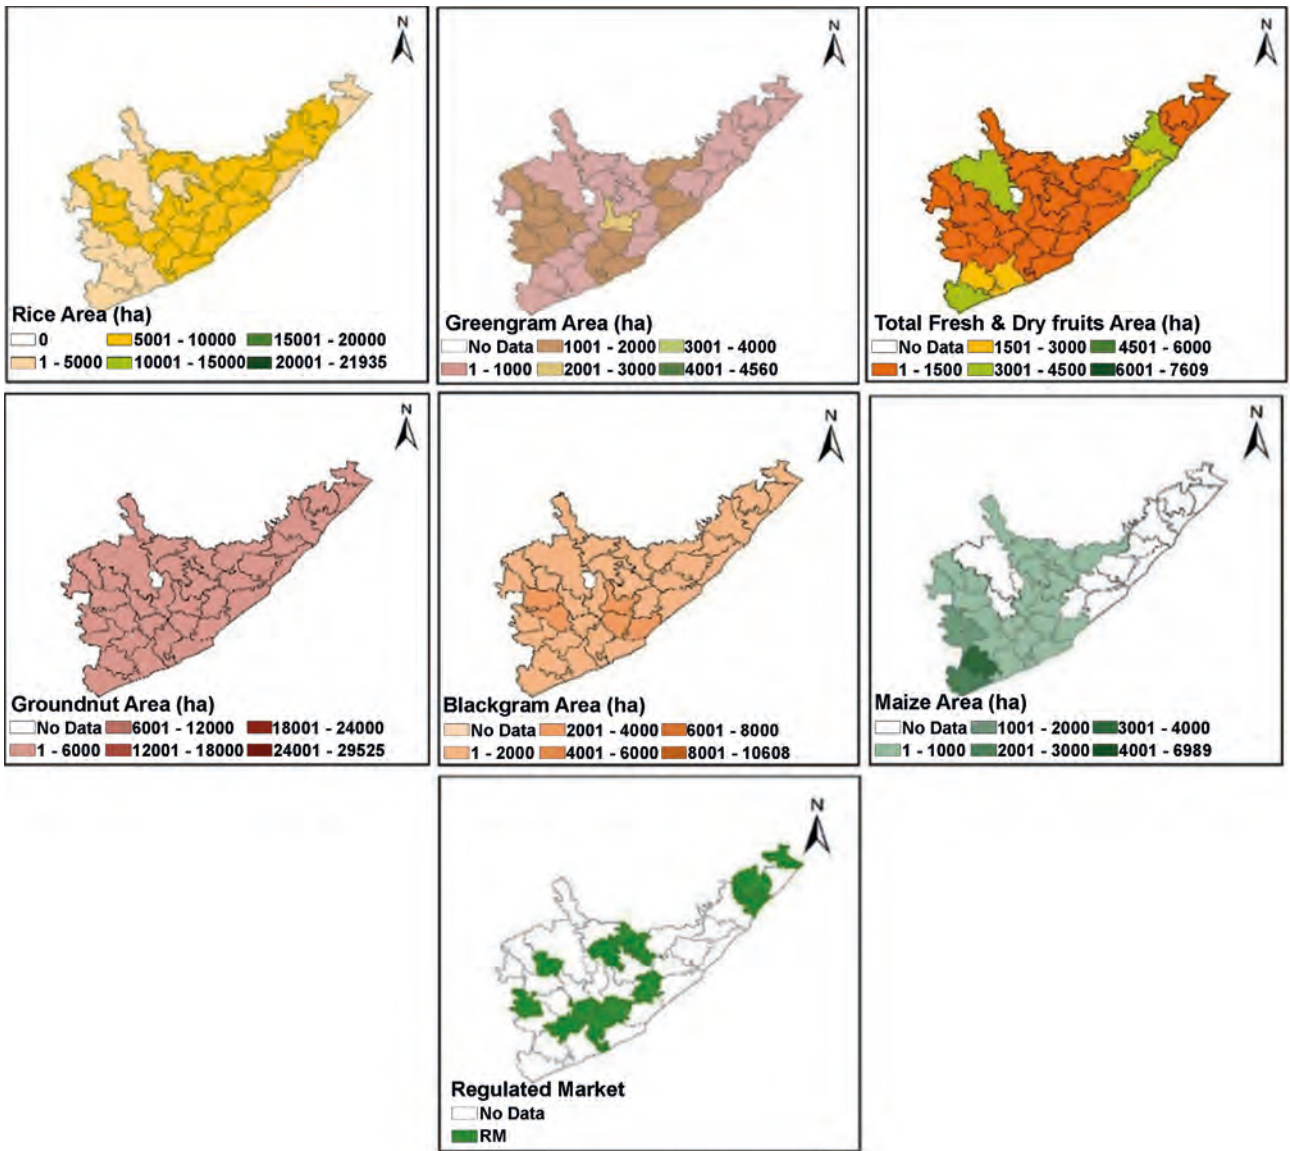 N
Rice Area (ha)
0 5001 - 10000 15001 - 20000
1 - 5000 10001 - 15000 20001 - 21935
N
Greengram Area (ha)
No Data 1001 - 2000 3001 - 4000
1 - 1000 2001 - 3000 4001 - 4560
N
Total Fresh & Dry fruits Area (ha)
No Data 1501 - 3000 4501 - 6000
1 - 1500 3001 - 4500 6001 - 7609
N
Groundnut Area (ha)
No Data 6001 - 12000 18001 - 24000
1 - 6000 12001 - 18000 24001 - 29525
N
Blackgram Area (ha)
No Data 2001 - 4000 6001 - 8000
1 - 2000 4001 - 6000 8001 - 10608
N
Maize Area (ha)
No Data 1001 - 2000 3001 - 4000
1 - 1000 2001 - 3000 4001 - 6989
N
Regulated Market
No Data
RM